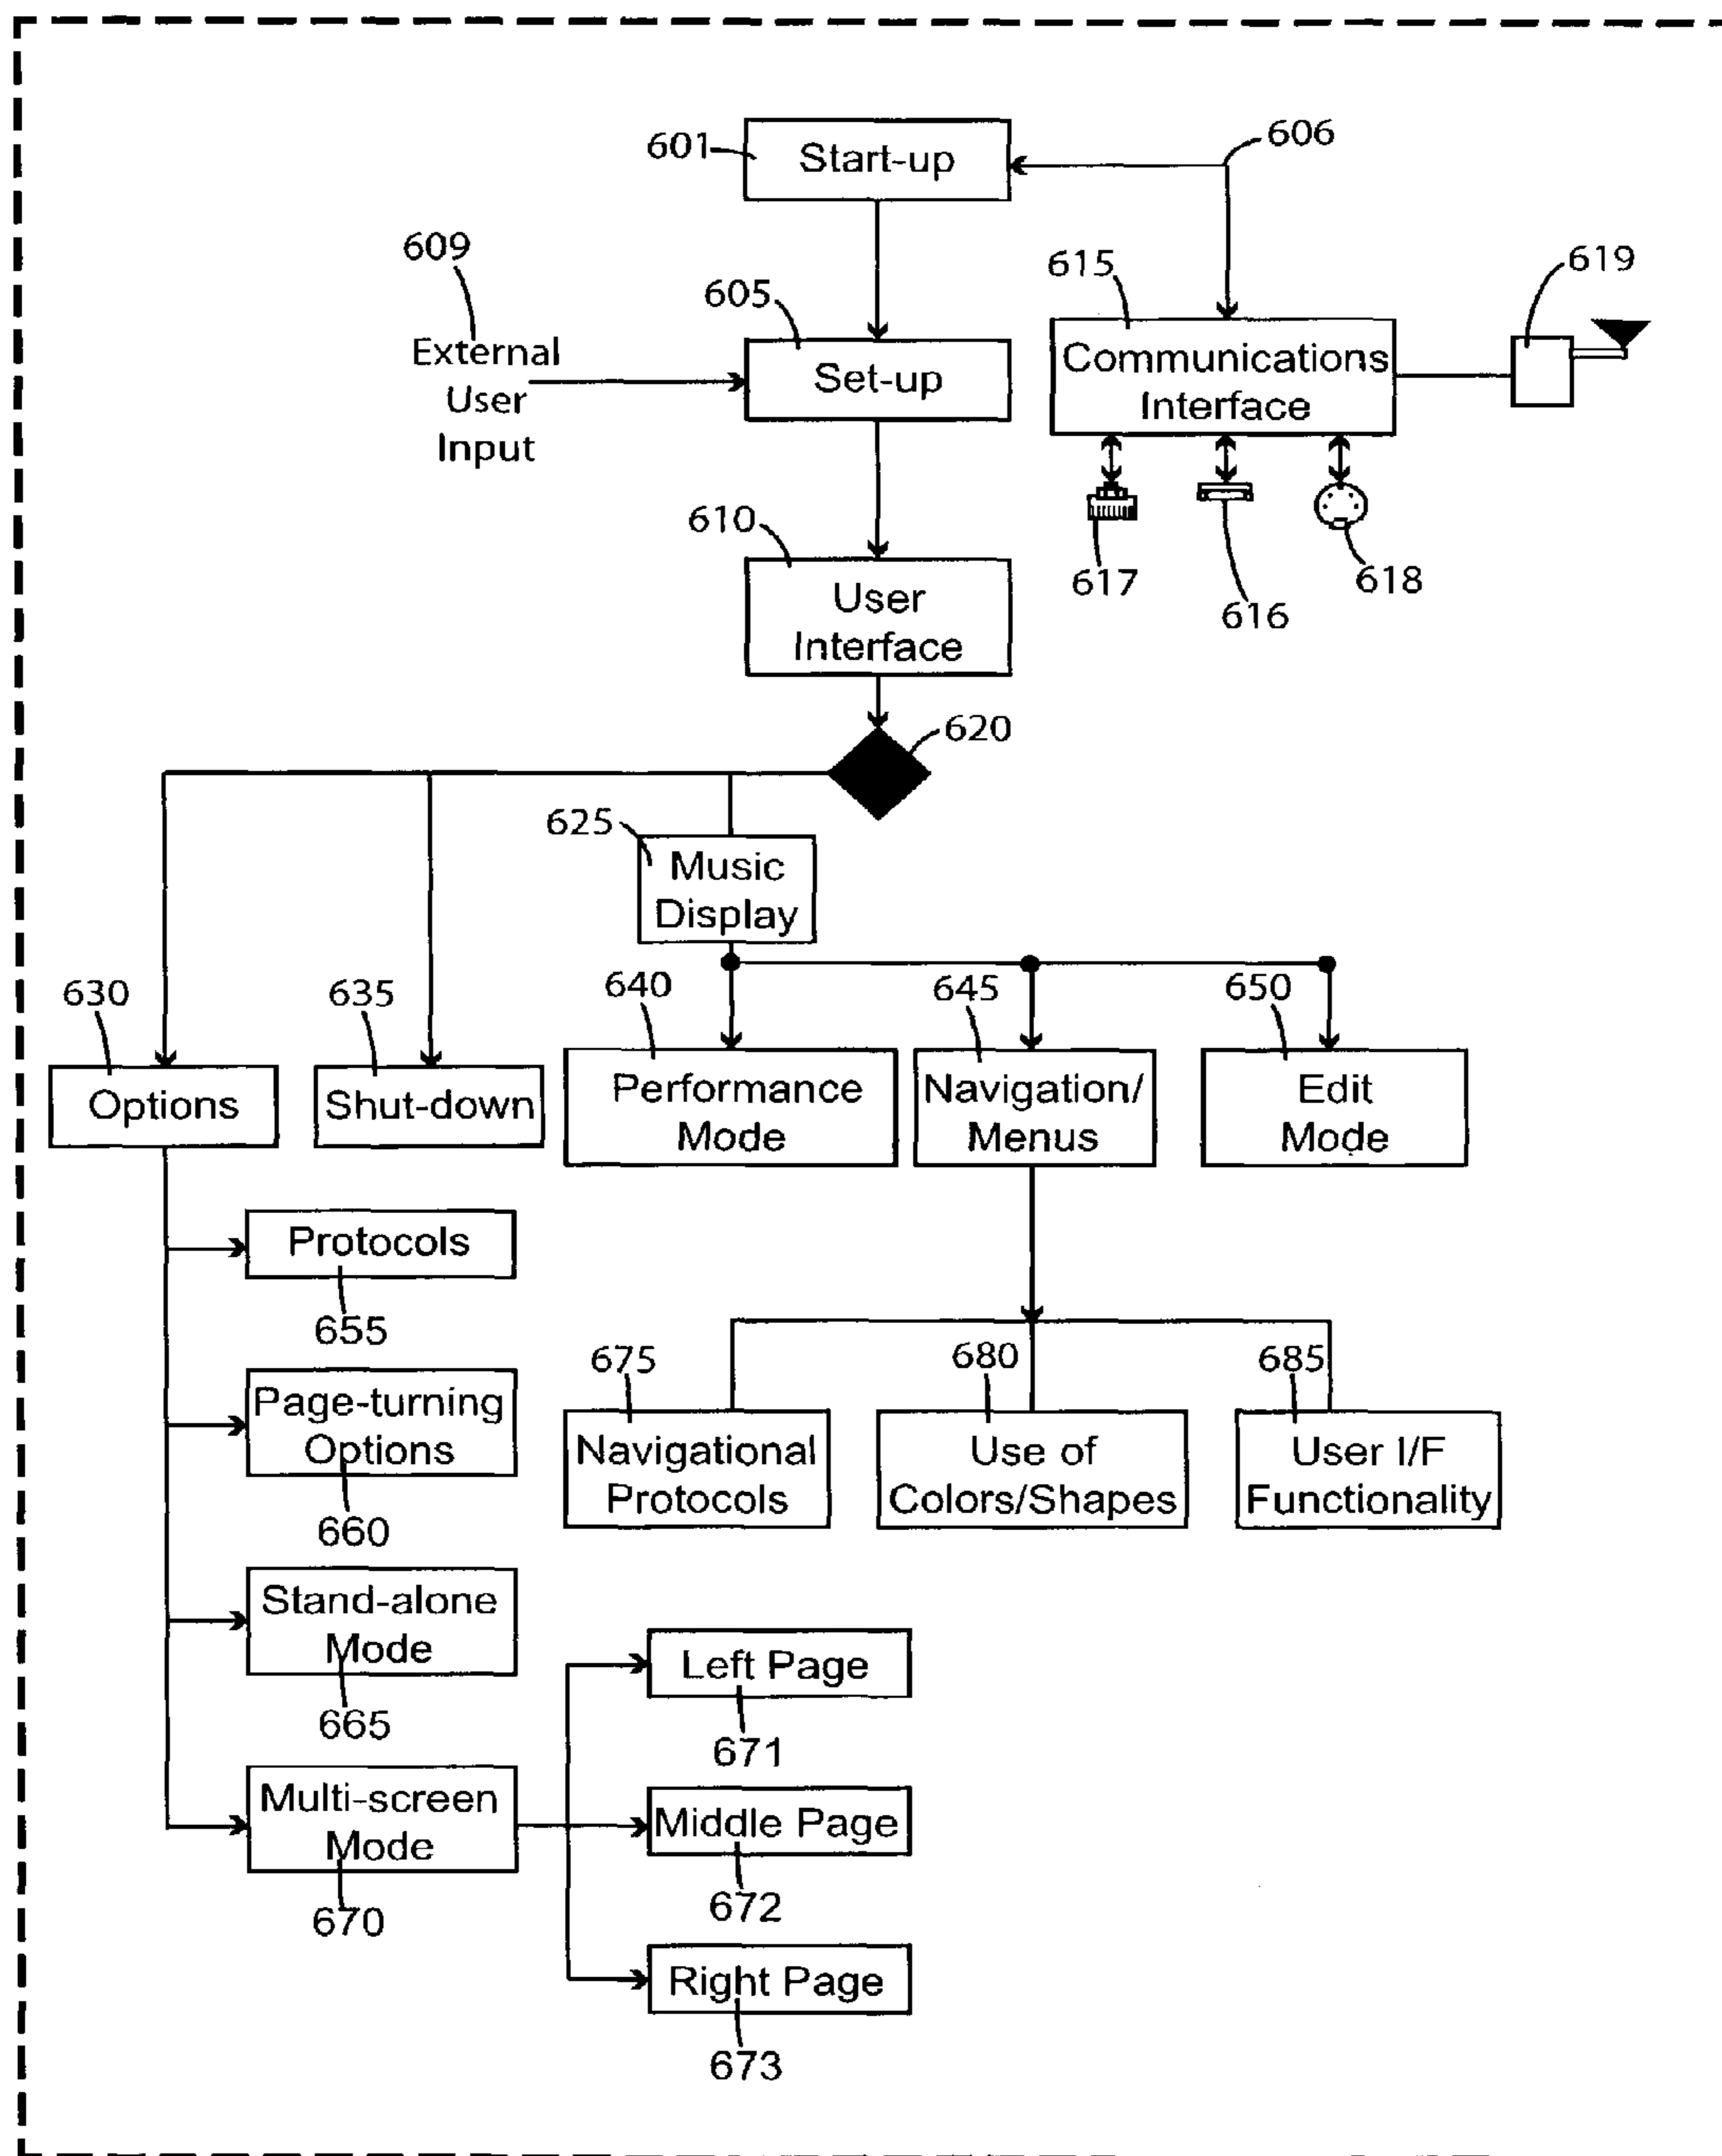 601
Start-up
606
609
External
User
Input
605
Set-up
615
Communications
Interface
619
617
616
618
610
User
Interface
620
625
Music
Display
630
Options
635
Shut-down
640
Performance
Mode
645
Navigation/
Menus
650
Edit
Mode
Protocols
655
Page-turning
Options
660
Stand-alone
Mode
665
Multi-screen
Mode
670
675
Navigational
Protocols
680
Use of
Colors/Shapes
685
User I/F
Functionality
Left Page
671
Middle Page
672
Right Page
673